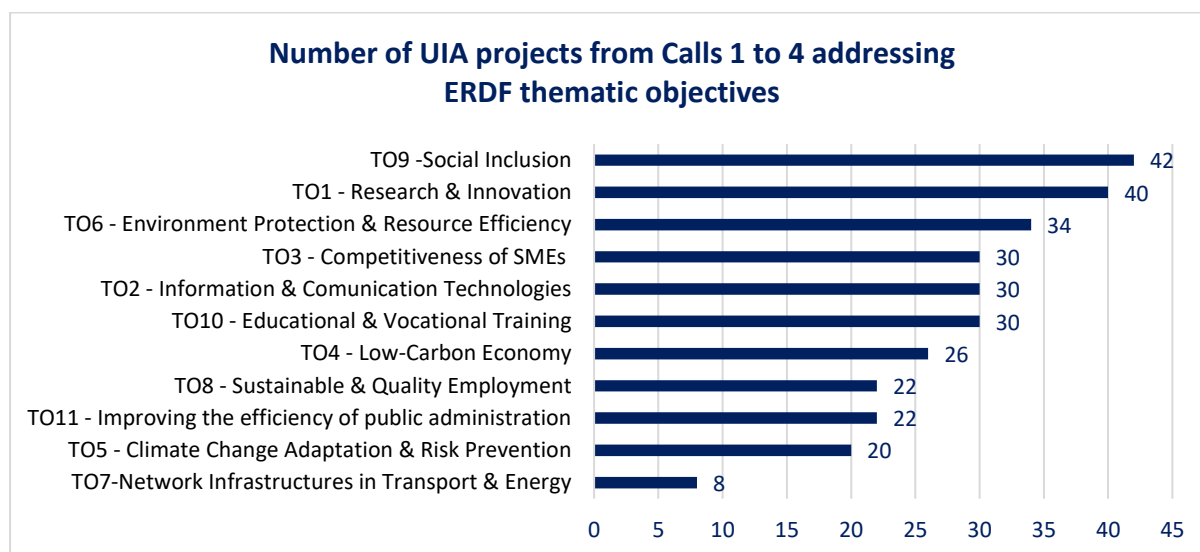 Number of UIA projects from Calls 1 to 4 addressing
ERDF thematic objectives
TO9 -Social Inclusion 42
TO1 - Research & Innovation 40
TO6 - Environment Protection & Resource Efficiency 34
TO3 - Competitiveness of SMEs 30
TO2 - Information & Comunication Technologies 30
TO10 - Educational & Vocational Training 30
TO4 - Low-Carbon Economy 26
TO8 - Sustainable & Quality Employment 22
TO11 - Improving the efficiency of public administration 22
TO5 - Climate Change Adaptation & Risk Prevention 20
TO7-Network Infrastructures in Transport & Energy 8
0 5 10 15 20 25 30 35 40 45